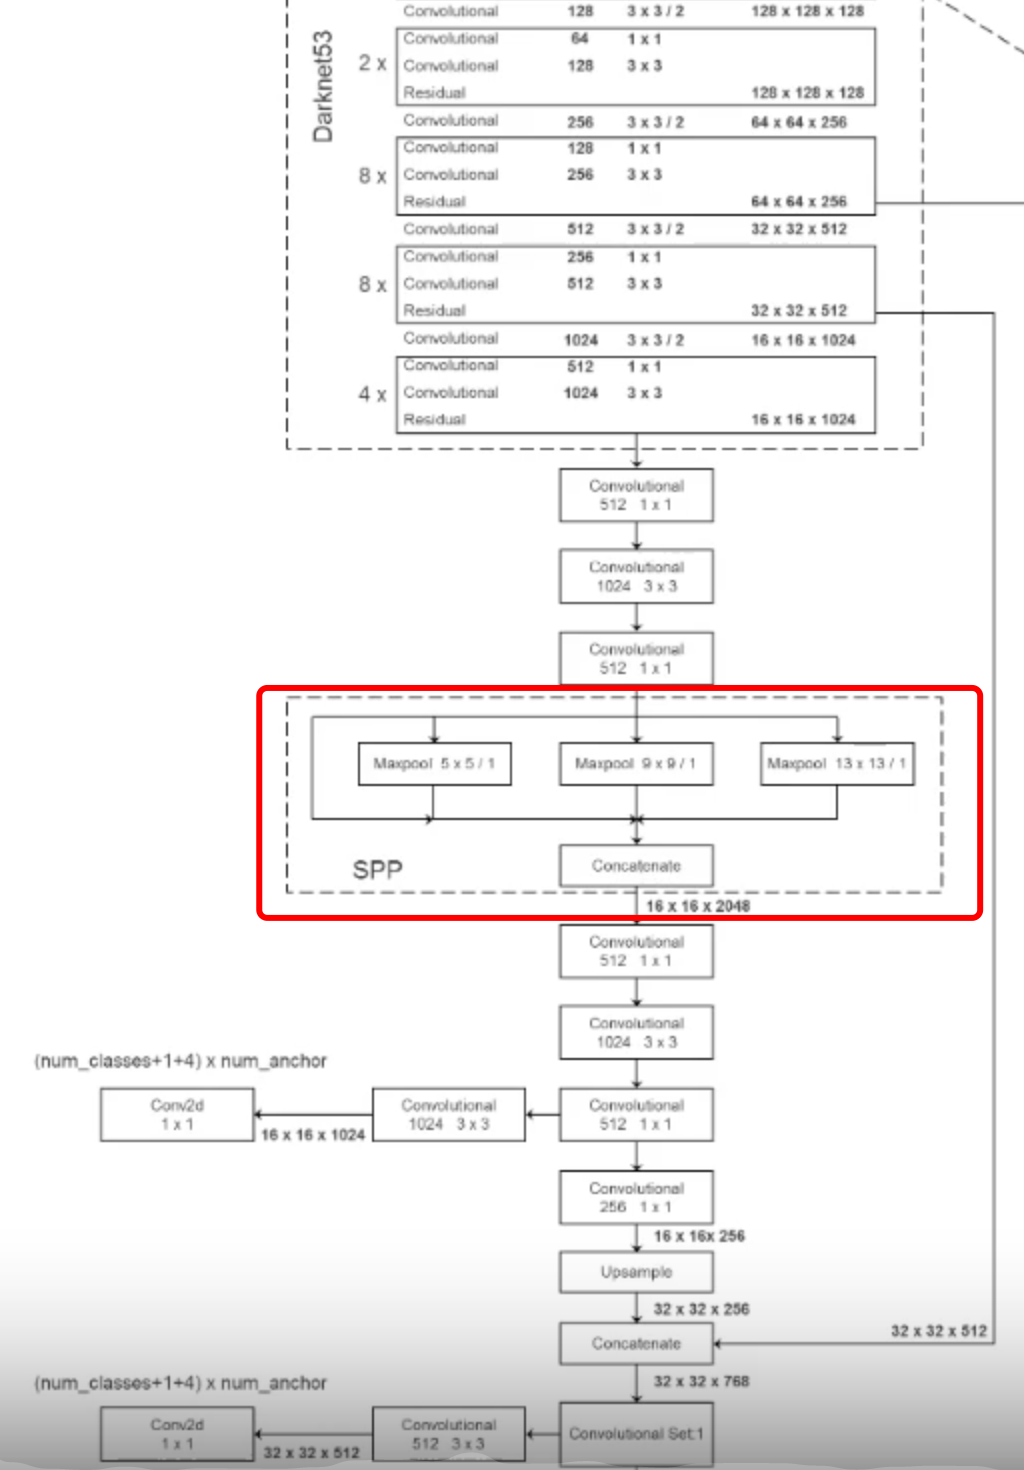 Convolutional 128 3 x 3 / 2 128 x 128 x 128
Darknet53
2 x
Convolutional 64 1 x 1
Convolutional 128 3 x 3
Residual 128 x 128 x 128
Convolutional 256 3 x 3 / 2 64 x 64 x 256
8 x
Convolutional 128 1 x 1
Convolutional 256 3 x 3
Residual 64 x 64 x 256
Convolutional 512 3 x 3 / 2 32 x 32 x 512
8 x
Convolutional 256 1 x 1
Convolutional 512 3 x 3
Residual 32 x 32 x 512
Convolutional 1024 3 x 3 / 2 16 x 16 x 1024
4 x
Convolutional 512 1 x 1
Convolutional 1024 3 x 3
Residual 16 x 16 x 1024
Convolutional
512 1 x 1
Convolutional
1024 3 x 3
Convolutional
512 1 x 1
Maxpool 5 x 5 / 1
Maxpool 9 x 9 / 1
Maxpool 13 x 13 / 1
SPP
Concatenate
16 x 16 x 2048
Convolutional
512 1 x 1
Convolutional
1024 3 x 3
(num_classes+1+4) x num_anchor
Conv2d
1 x 1
16 x 16 x 1024
Convolutional
1024 3 x 3
Convolutional
512 1 x 1
Convolutional
256 1 x 1
16 x 16x 256
Upsample
32 x 32 x 256
Concatenate
32 x 32 x 512
32 x 32 x 768
(num_classes+1+4) x num_anchor
Conv2d
1 x 1
32 x 32 x 512
Convolutional
512 3 x 3
Convolutional Set:1